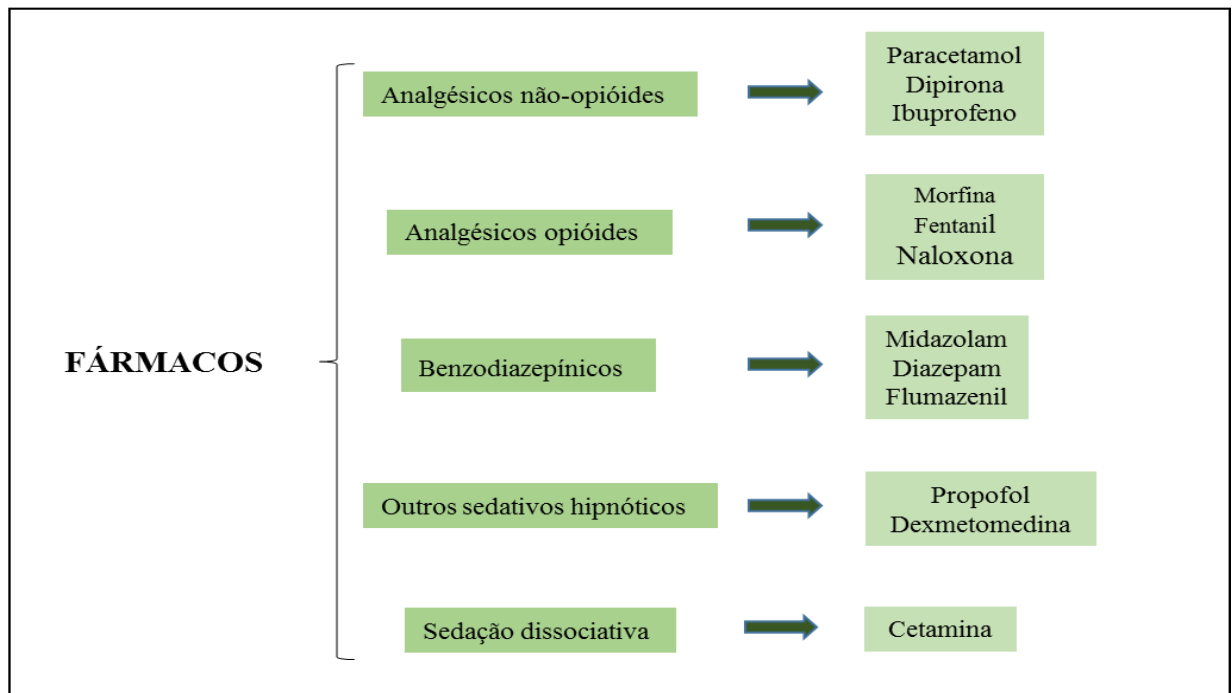 FÁRMACOS
Analgésicos não-opióides
Paracetamol
Dipirona
Ibuprofeno
Analgésicos opióides
Morfina
Fentanil
Naloxona
Benzodiazepínicos
Midazolam
Diazepam
Flumazenil
Outros sedativos hipnóticos
Propofol
Dexmetomedina
Sedação dissociativa
Cetamina